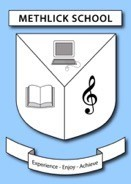 METHLICK SCHOOL
Experience - Enjoy - Achieve